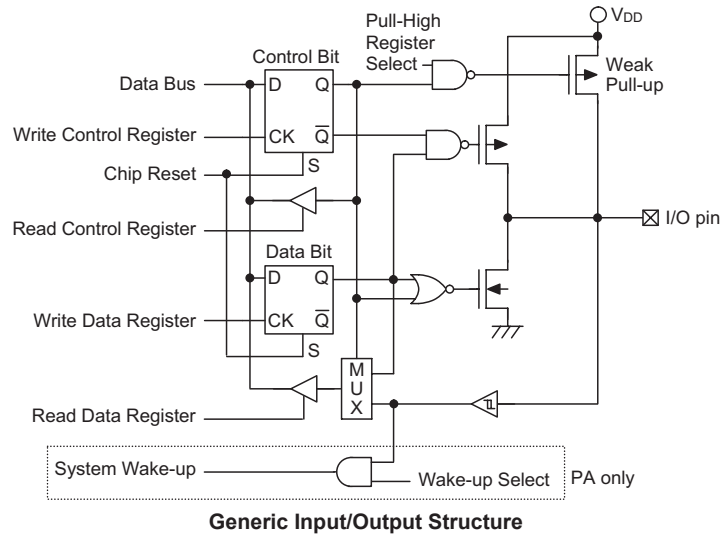 VDD
Pull-High
Register
Select
Control Bit
Weak
Pull-up
Data Bus
D
Q
Write Control Register
CK
Q
Chip Reset
S
I/O pin
Read Control Register
Data Bit
D
Q
Write Data Register
CK
Q
S
M
U
X
Read Data Register
System Wake-up
Wake-up Select
PA only
Generic Input/Output Structure